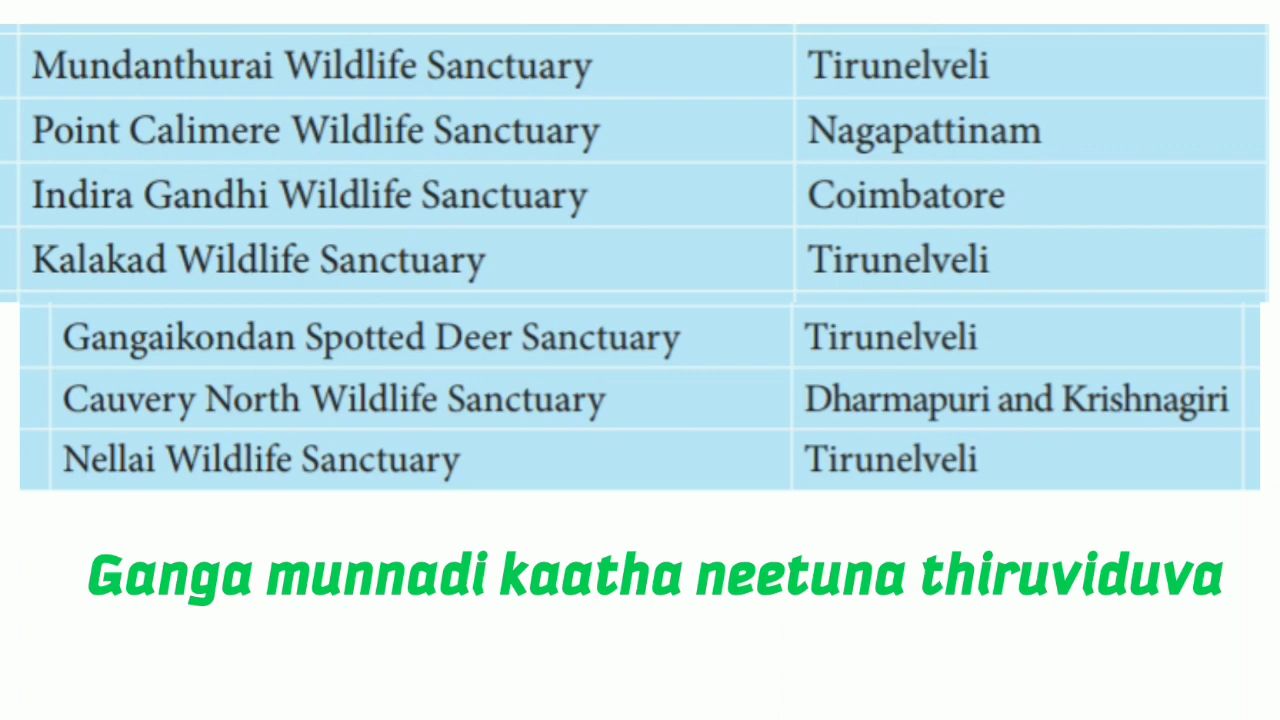 Mundanthurai Wildlife Sanctuary Tirunelveli
Point Calimere Wildlife Sanctuary Nagapattinam
Indira Gandhi Wildlife Sanctuary Coimbatore
Kalakad Wildlife Sanctuary Tirunelveli
Gangaikondan Spotted Deer Sanctuary Tirunelveli
Cauvery North Wildlife Sanctuary Dharmapuri and Krishnagiri
Nellai Wildlife Sanctuary Tirunelveli
Ganga munnadi kaatha neetuna thiruviduva